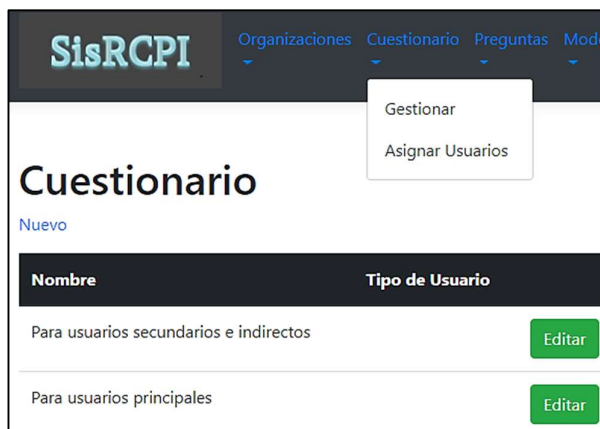 SisRCPI
Organizaciones Cuestionario Preguntas
Gestionar
Asignar Usuarios
Cuestionario
Nuevo
Nombre Tipo de Usuario
Para usuarios secundarios e indirectos Editar
Para usuarios principales Editar